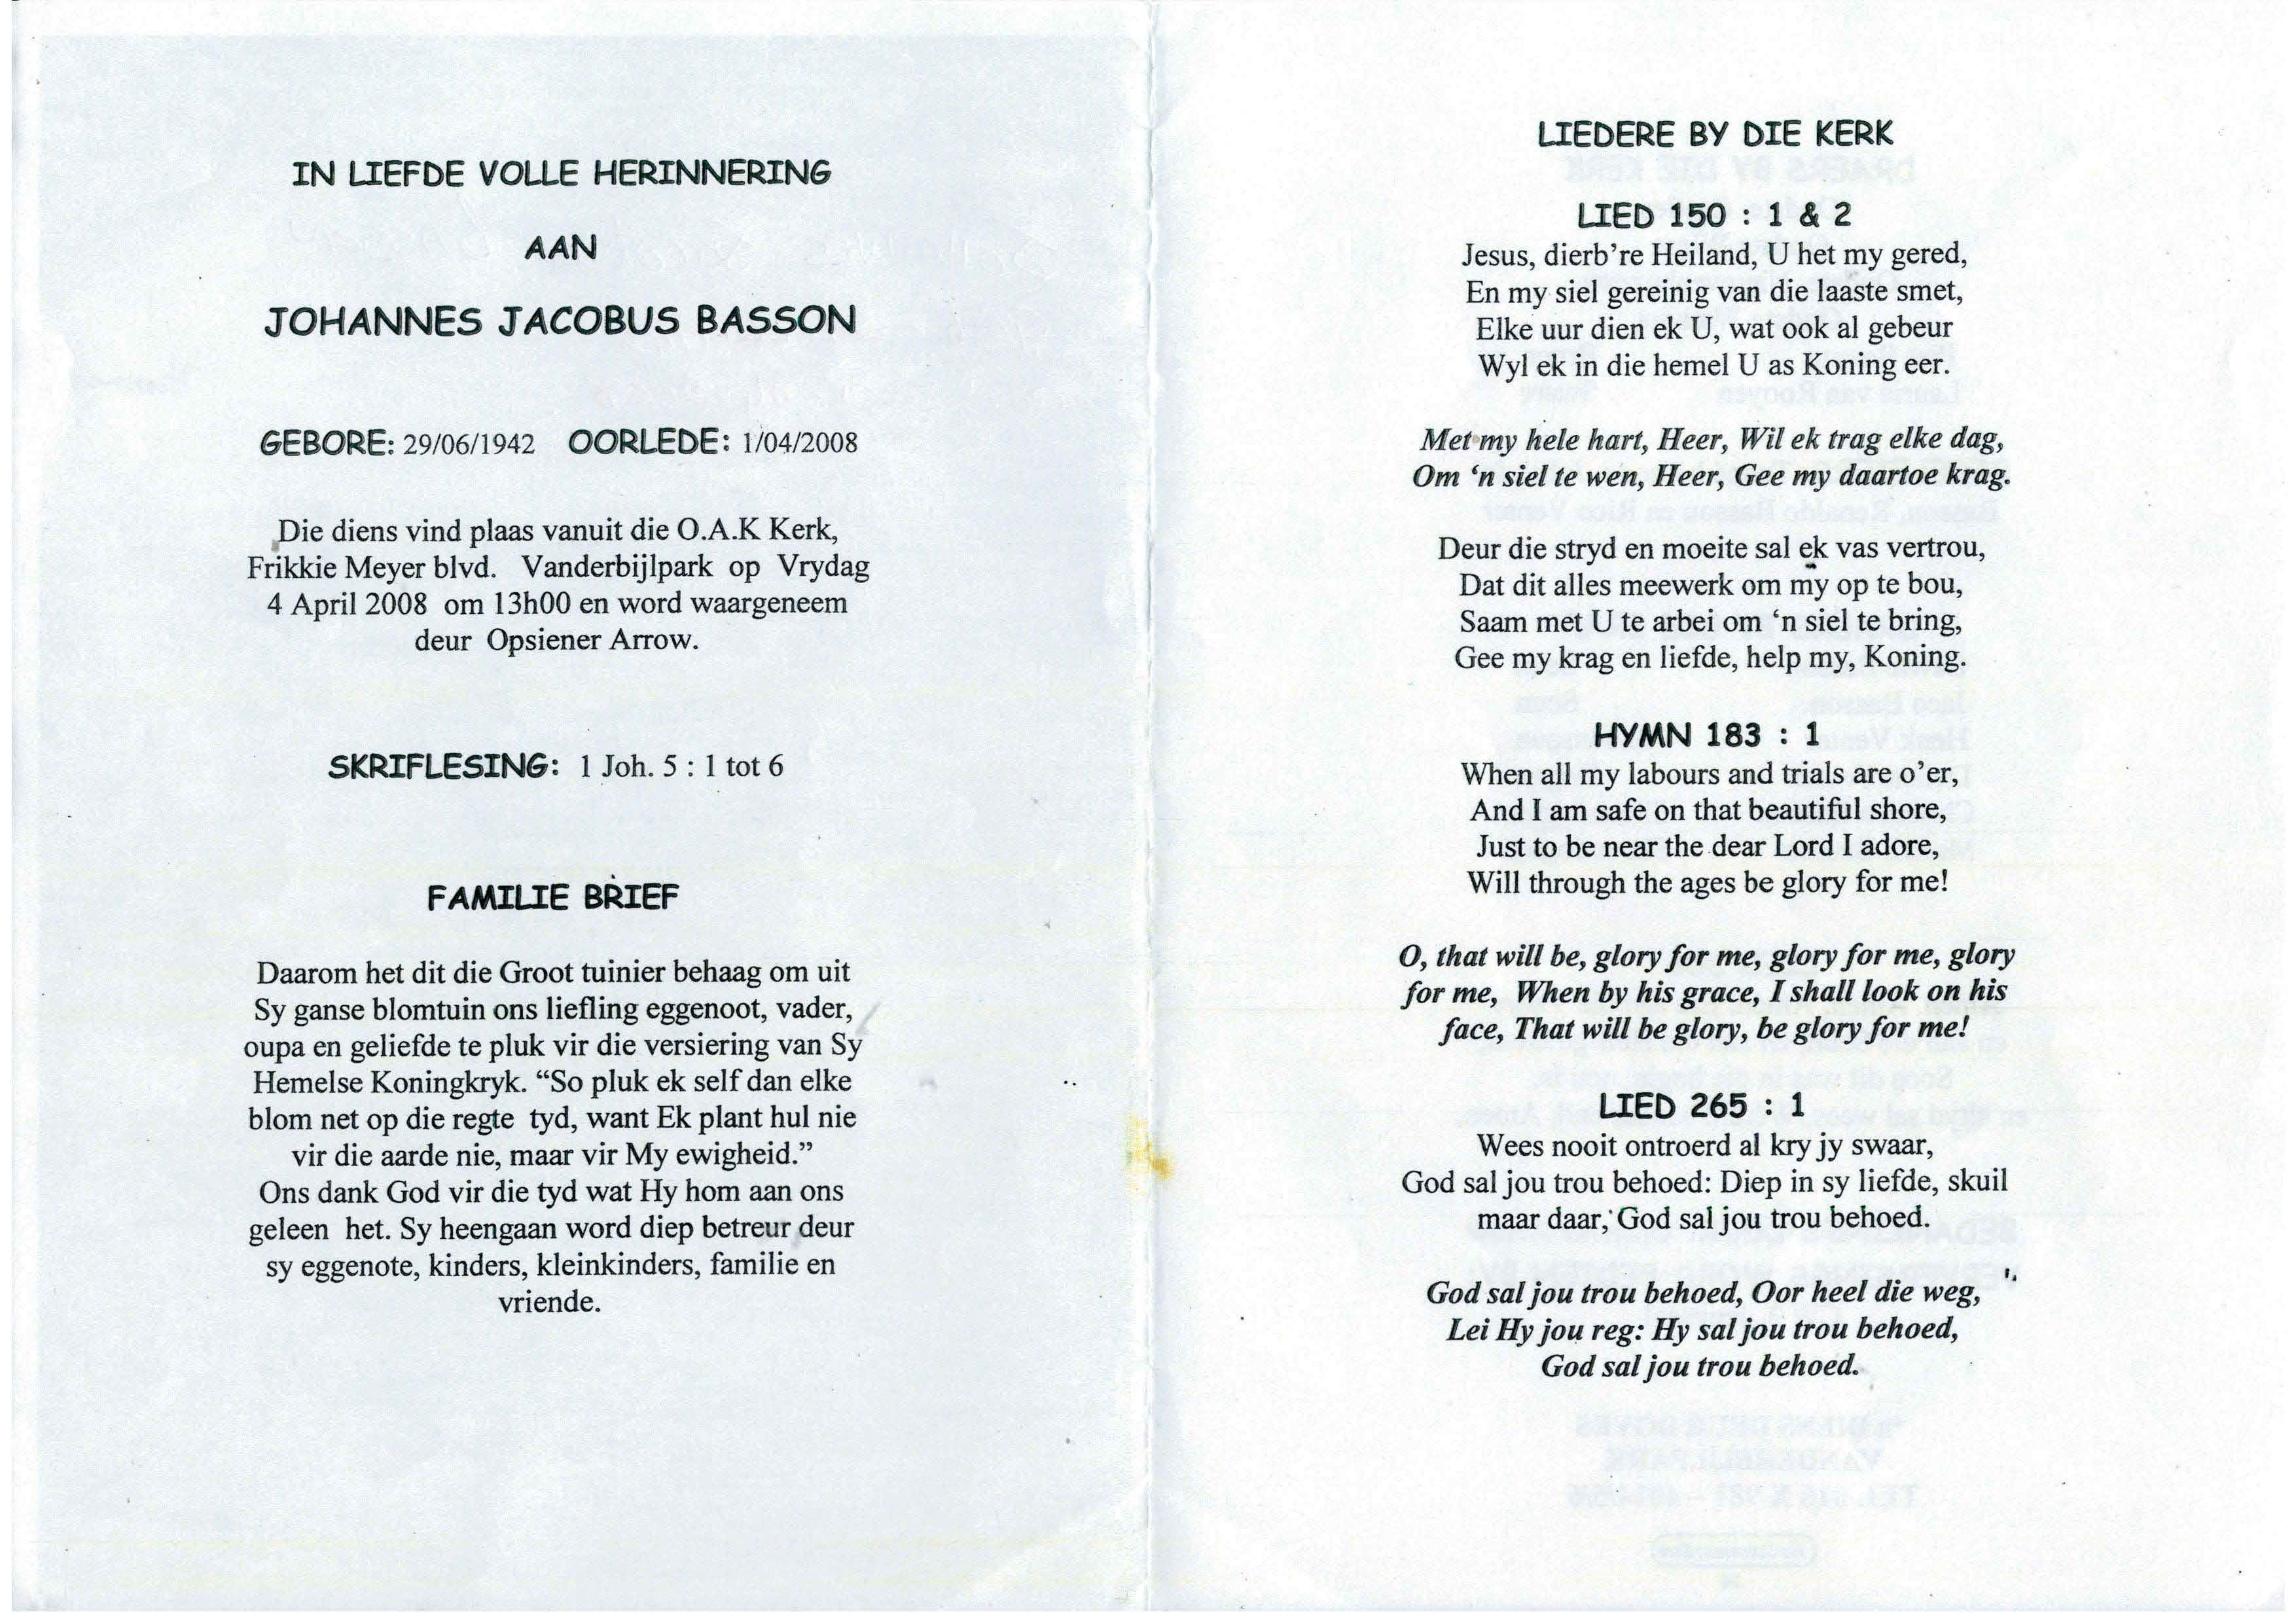 IN LIEFDE VOLLE HERINNERING
AAN
JOHANNES JACOBUS BASSON
GEBORE: 29/06/1942 OORLEDE: 1/04/2008
Die diens vind plaas vanuit die O.A.K Kerk,
Frikkie Meyer blvd. Vanderbijlpark op Vrydag
4 April 2008 om 13h00 en word waargeneem
deur Opsiener Arrow.
SKRIFLESING: 1 Joh. 5 : 1 tot 6
FAMILIE BRIEF
Daarom het dit die Groot tuinier behaag om uit
Sy ganse blomtuin ons liefling eggenoot, vader,
oupa en geliefde te pluk vir die versiering van Sy
Hemelse Koningkryk. “So pluk ek self dan elke
blom net op die regte tyd, want Ek plant hul nie
vir die aarde nie, maar vir My ewigheid.”
Ons dank God vir die tyd wat Hy hom aan ons
geleen het. Sy heengaan word diep betreur deur
sy eggenote, kinders, kleinkinders, familie en
vriende.
LIEDERE BY DIE KERK
LIED 150 : 1 & 2
Jesus, dierb’re Heiland, U het my gered,
En my siel gereinig van die laaste smet,
Elke uur dien ek U, wat ook al gebeur
Wyl ek in die hemel U as Koning eer.
Met my hele hart, Heer, Wil ek trag elke dag,
Om ‘n siel te wen, Heer, Gee my daartoe krag.
Deur die stryd en moeite sal ek vas vertrou,
Dat dit alles meewerk om my op te bou,
Saam met U te arbei om ‘n siel te bring,
Gee my krag en liefde, help my, Koning.
HYMN 183 : 1
When all my labours and trials are o’er,
And I am safe on that beautiful shore,
Just to be near the dear Lord I adore,
Will through the ages be glory for me!
O, that will be, glory for me, glory for me, glory
for me, When by his grace, I shall look on his
face, That will be glory, be glory for me!
LIED 265 : 1
Wees nooit ontroerd al kry jy swaar,
God sal jou trou behoed: Diep in sy liefde, skuil
maar daar, God sal jou trou behoed.
God sal jou trou behoed, Oor heel die weg,
Lei Hy jou reg: Hy sal jou trou behoed,
God sal jou trou behoed.